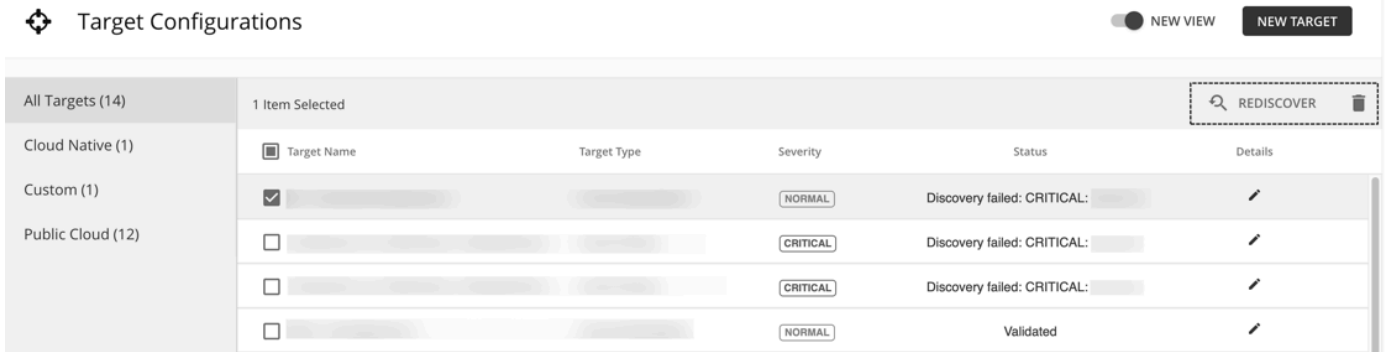 Target Configurations
NEW VIEW
NEW TARGET
All Targets (14)
1 Item Selected
REDISCOVER
Cloud Native (1)
Target Name Target Type Severity Status Details
Custom (1)
NORMAL Discovery failed: CRITICAL:
Public Cloud (12)
CRITICAL Discovery failed: CRITICAL:
CRITICAL Discovery failed: CRITICAL:
NORMAL Validated